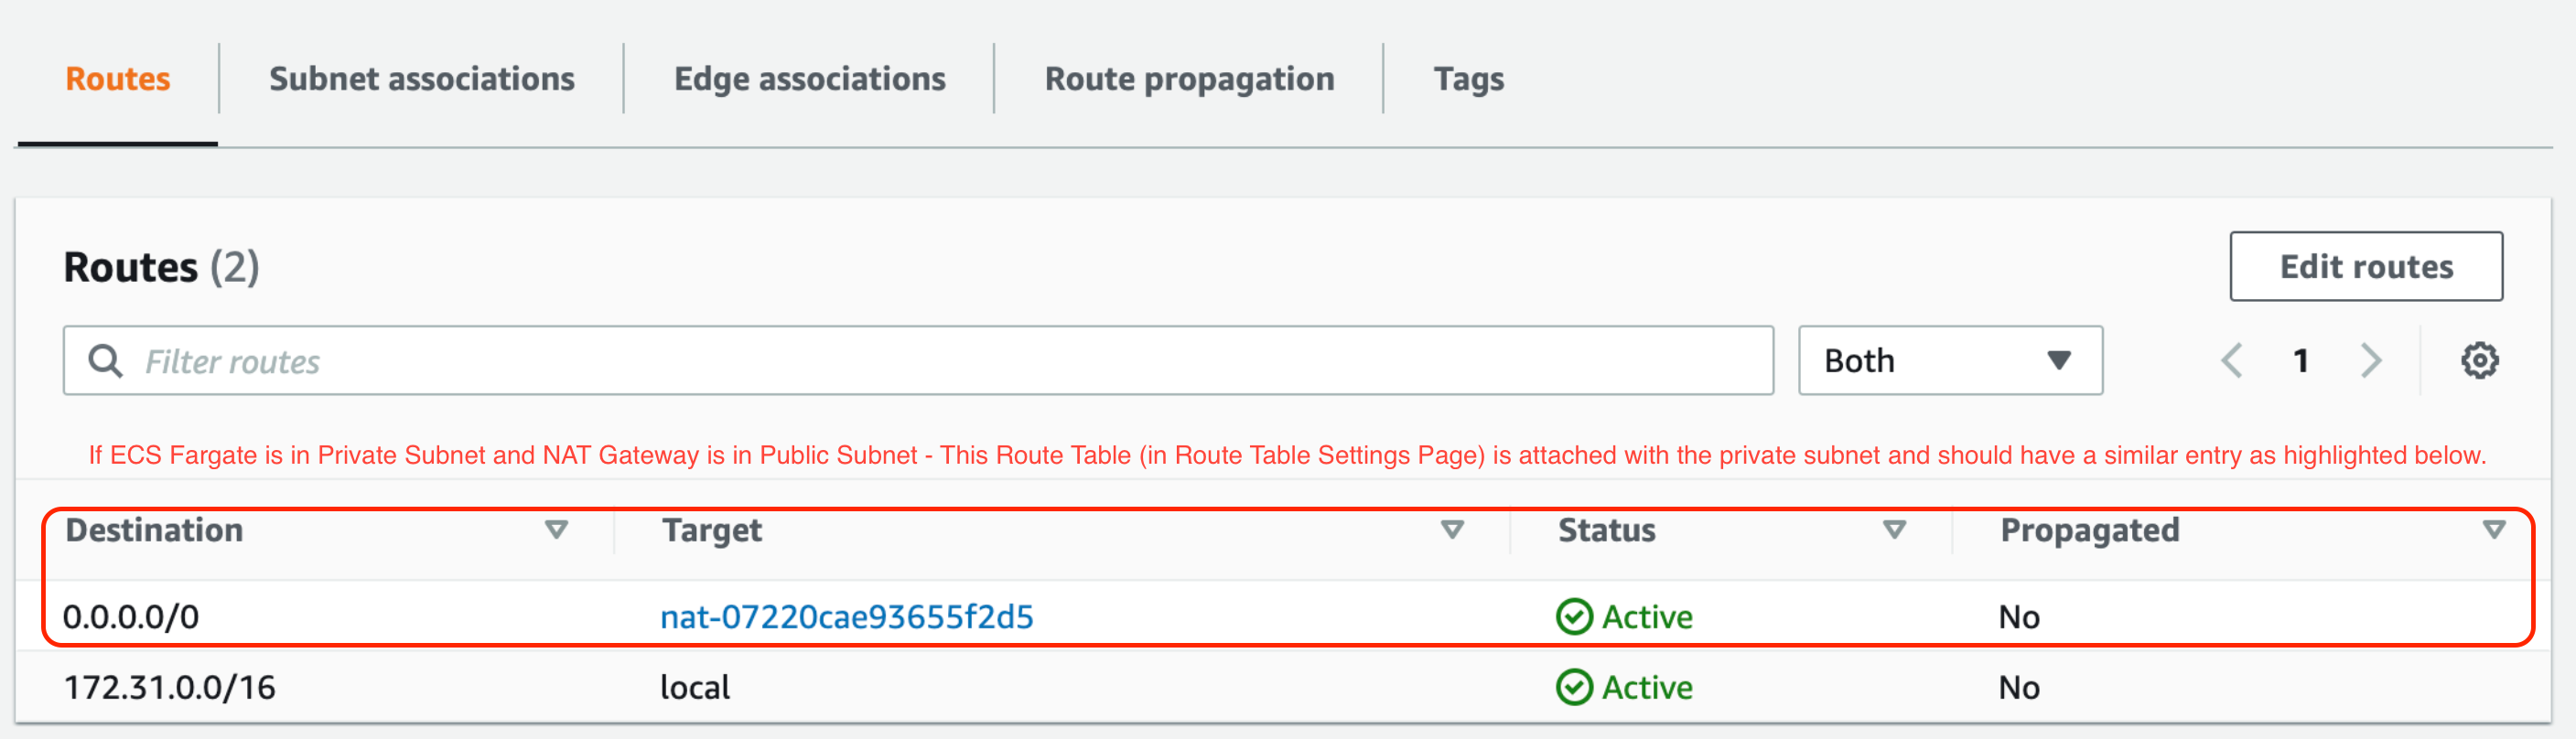 Routes Subnet associations Edge associations Route propagation Tags
Routes (2)
Edit routes
Filter routes
Both
1
If ECS Fargate is in Private Subnet and NAT Gateway is in Public Subnet - This Route Table (in Route Table Settings Page) is attached with the private subnet and should have a similar entry as highlighted below.
Destination Target Status Propagated
0.0.0.0/0 nat-07220cae93655f2d5 Active No
172.31.0.0/16 local Active No